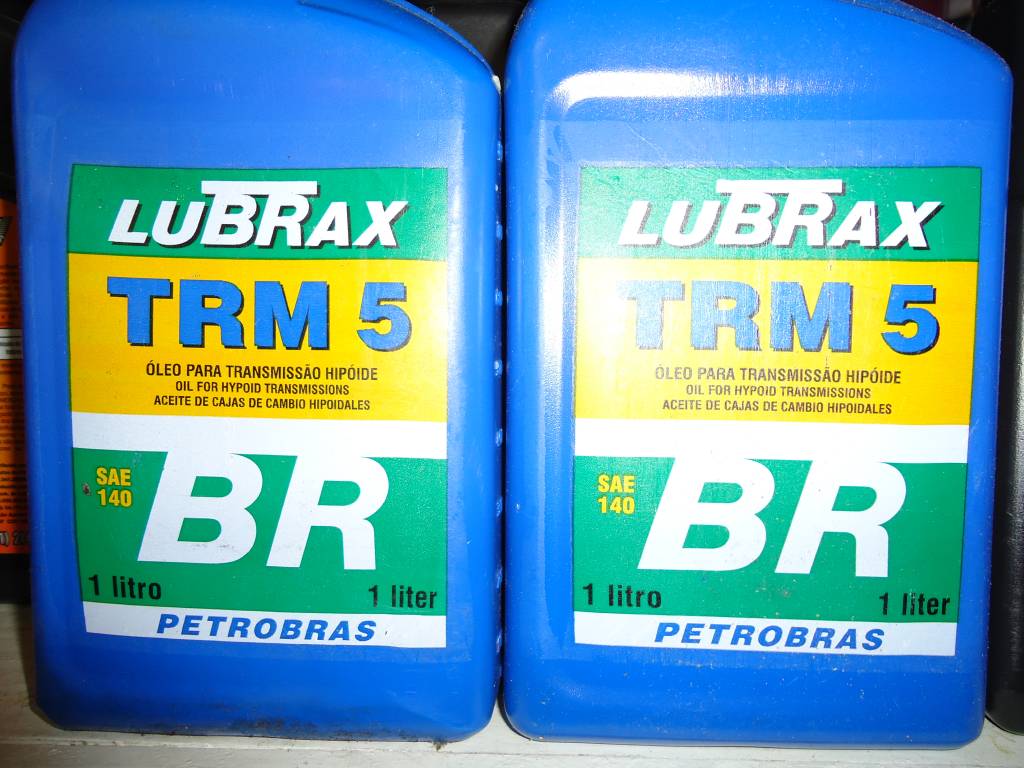 LUBRAX
TRM 5
ÓLEO PARA TRANSMISSÃO HIPÓIDE
OIL FOR HYPOID TRANSMISSIONS
ACEITE DE CAJAS DE CAMBIO HIPOIDALES
SAE
140
BR
1 litro
1 liter
PETROBRAS
LUBRAX
TRM 5
ÓLEO PARA TRANSMISSÃO HIPÓIDE
OIL FOR HYPOID TRANSMISSIONS
ACEITE DE CAJAS DE CAMBIO HIPOIDALES
SAE
140
BR
1 litro
1 liter
PETROBRAS